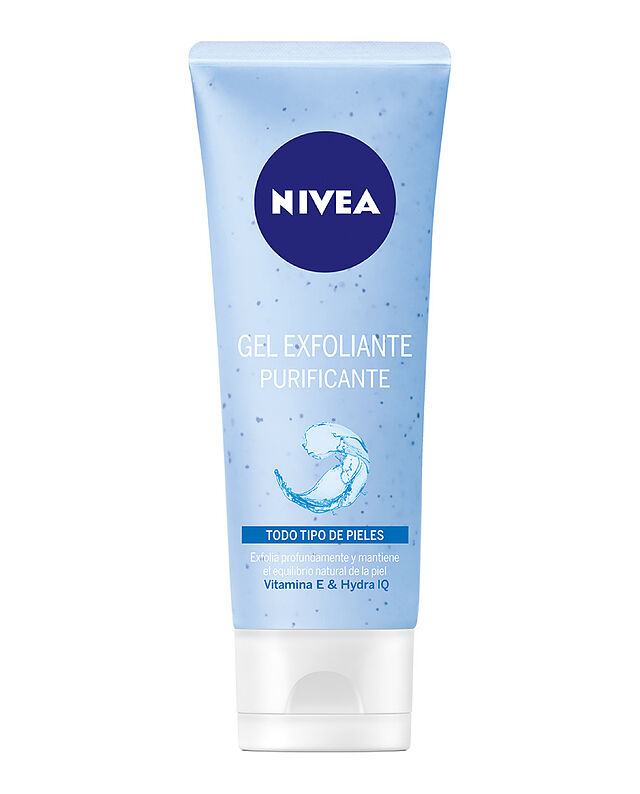 NIVEA
GEL EXFOLIANTE
PURIFICANTE
TODO TIPO DE PIELES
Exfolia profundamente y mantiene
el equilibrio natural de la piel
Vitamina E & Hydra IQ